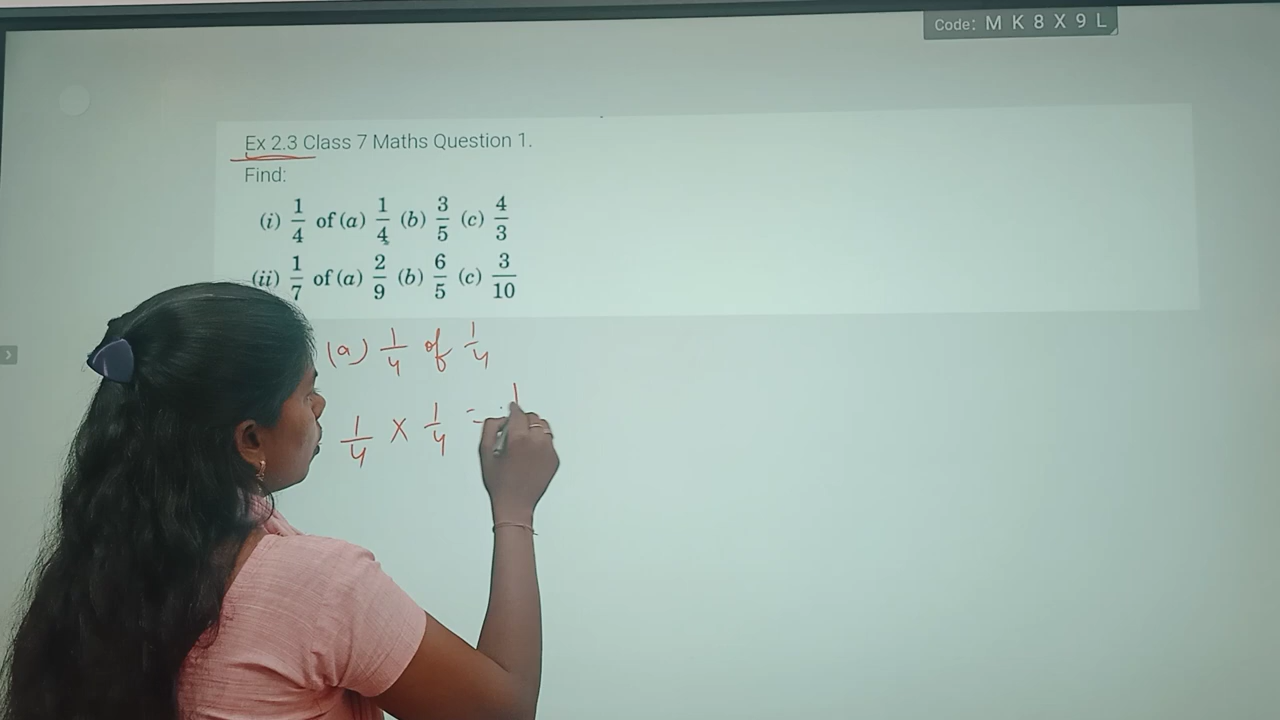 Code: M K 8 X 9 L
Ex 2.3 Class 7 Maths Question 1.
Find:
(i) 1/4 of (a) 1/4 (b) 3/5 (c) 4/3
(ii) 1/7 of (a) 2/9 (b) 6/5 (c) 3/10
(a) 1/4 of 1/4
1/4 X 1/4 = 1